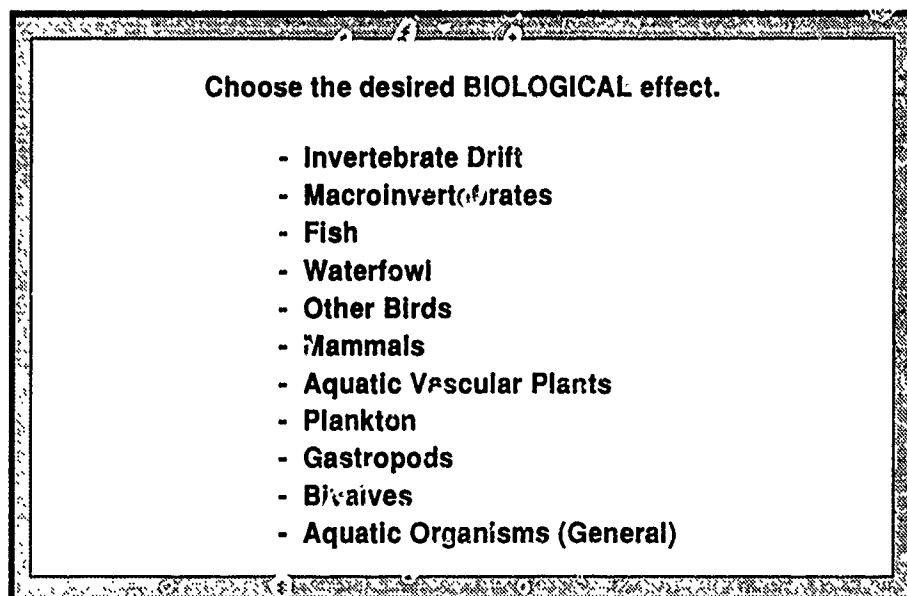 Choose the desired BIOLOGICAL effect.
- Invertebrate Drift
- Macroinvertebrates
- Fish
- Waterfowl
- Other Birds
- Mammals
- Aquatic Vascular Plants
- Plankton
- Gastropods
- Bivalves
- Aquatic Organisms (General)